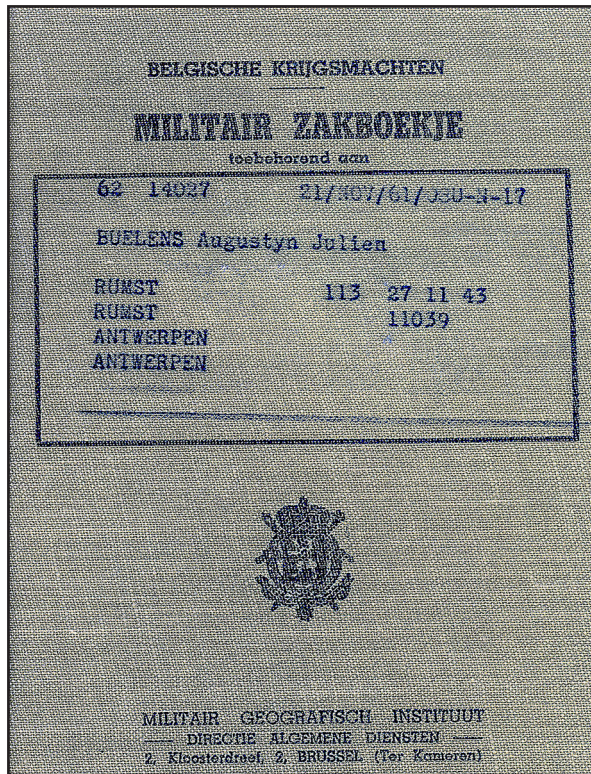 BELGISCHE KRIJGSMACHTEN
MILITAIR ZAKBOEKJE
toebehorend aan
62 14027
BUELENS Augustyn Julien
RUMST 113 27 11 43
RUMST 11039
ANTWERPEN
ANTWERPEN
MILITAIR GEOGRAFISCH INSTITUUT
DIRECTIE ALGEMENE DIENSTEN
2, Kloosterdreef, 2, BRUSSEL (Ter Kameren)